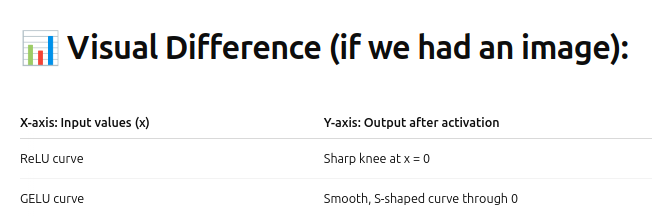 📊 Visual Difference (if we had an image):
X-axis: Input values (x) Y-axis: Output after activation
ReLU curve Sharp knee at x = 0
GELU curve Smooth, S-shaped curve through 0